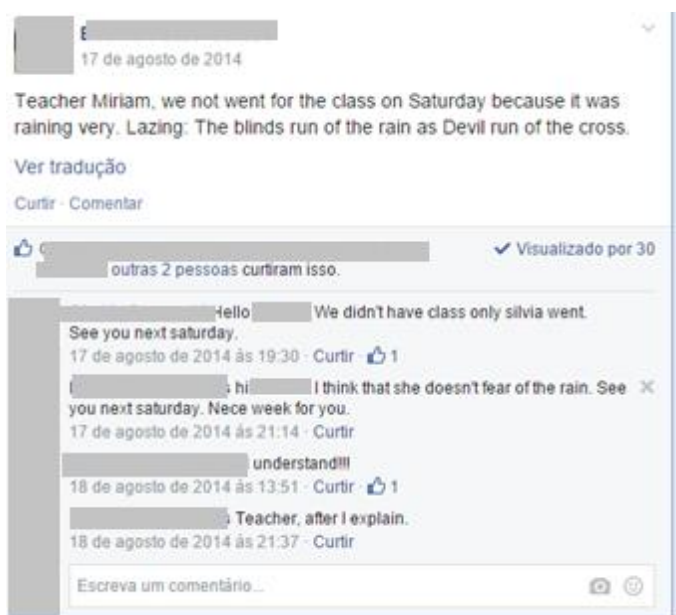 17 de agosto de 2014
Teacher Miriam, we not went for the class on Saturday because it was
raining very. Lazing: The blinds run of the rain as Devil run of the cross.
Ver tradução
Curtir · Comentar
Visualizado por 30
outras 2 pessoas curtiram isso.
Hello We didn't have class only silvia went.
See you next saturday.
17 de agosto de 2014 às 19:30 · Curtir · 1
hi I think that she doesn't fear of the rain. See
you next saturday. Nece week for you.
17 de agosto de 2014 às 21:14 · Curtir
understand!!!!
18 de agosto de 2014 às 13:51 · Curtir · 1
Teacher, after I explain.
18 de agosto de 2014 às 21:37 · Curtir
Escreva um comentário...